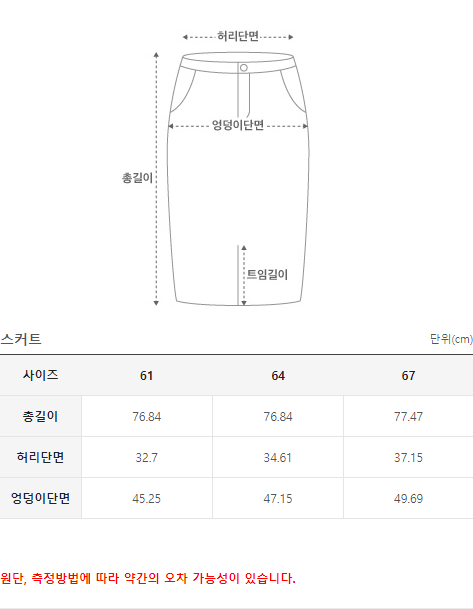 허리단면
엉덩이단면
총길이
트임길이
스커트 단위(cm)
사이즈 61 64 67
총길이 76.84 76.84 77.47
허리단면 32.7 34.61 37.15
엉덩이단면 45.25 47.15 49.69
원단, 측정방법에 따라 약간의 오차 가능성이 있습니다.